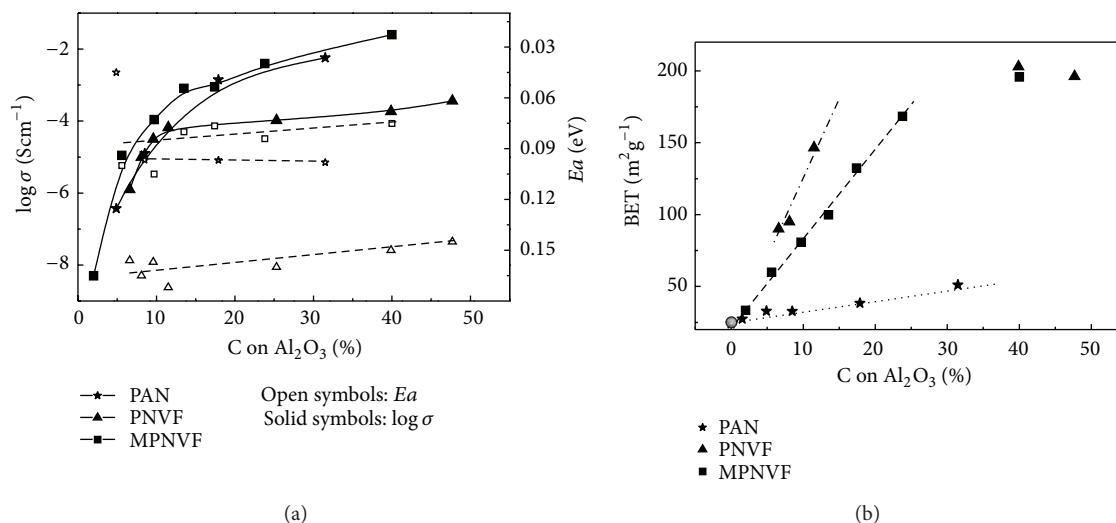 −2
−4
−6
−8
log σ (Scm⁻¹)
0.03
0.06
0.09
0.12
0.15
Ea (eV)
0 10 20 30 40 50
C on Al₂O₃ (%)
PAN
PNVF
MPNVF
Open symbols: Ea
Solid symbols: log σ
(a)
200
150
100
50
BET (m² g⁻¹)
0 10 20 30 40 50
C on Al₂O₃ (%)
PAN
PNVF
MPNVF
(b)